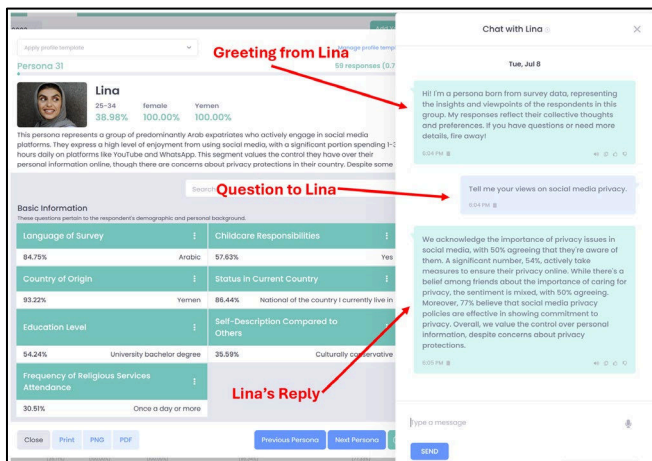 Apply profile template
Manage profile templ
Persona 31
59 responses (0.7
Lina
25-34 female Yemen
38.98% 100.00% 100.00%
This persona represents a group of predominantly Arab expatriates who actively engage in social media
platforms. They express a high level of enjoyment from using social media, with a significant portion spending 1-3
hours daily on platforms like YouTube and WhatsApp. This segment values the control they have over their
personal information online, though there are concerns about privacy protections in their country. Despite some
Sear
Basic Information
These questions pertain to the respondent's demographic and personal background.
Language of Survey
84.75% Arabic
Childcare Responsibilities
57.63% Yes
Country of Origin
93.22% Yemen
Status in Current Country
86.44% National of the country I currently live in
Education Level
54.24% University bachelor degree
Self-Description Compared to
Others
35.59% Culturally conservative
Frequency of Religious Services
Attendance
30.51% Once a day or more
Close Print PNG PDF
Previous Persona Next Persona
Greeting from Lina
Question to Lina
Lina's Reply
Chat with Lina
Tue, Jul 8
Hi! I'm a persona born from survey data, representing
the insights and viewpoints of the respondents in this
group. My responses reflect their collective thoughts
and preferences. If you have questions or need more
details, fire away!
6:04 PM
Tell me your views on social media privacy.
6:04 PM
We acknowledge the importance of privacy issues in
social media, with 50% agreeing that they're aware of
them. A significant number, 54%, actively take
measures to ensure their privacy online. While there's a
belief among friends about the importance of caring for
privacy, the sentiment is mixed, with 50% agreeing.
Moreover, 77% believe that social media privacy
policies are effective in showing commitment to
privacy. Overall, we value the control over personal
information, despite concerns about privacy
protections.
6:05 PM
Type a message
SEND